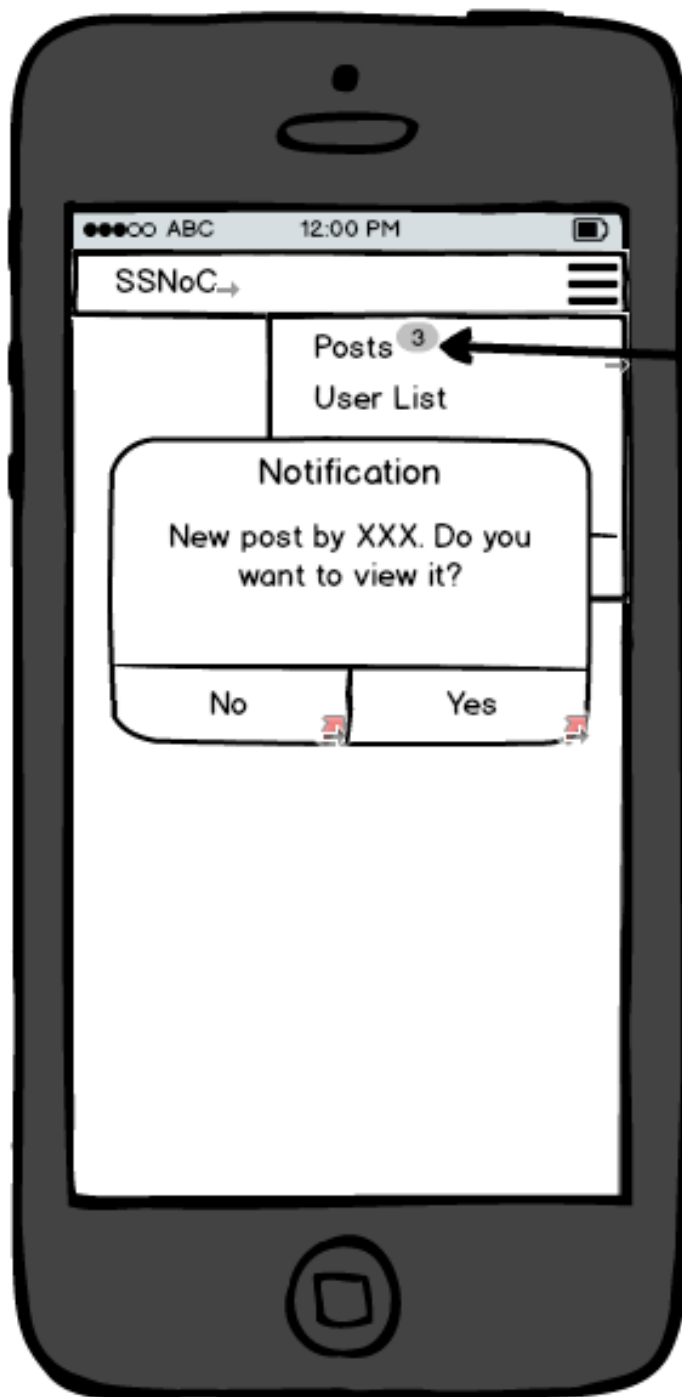 ABC 12:00 PM
SSNoC
Posts 3
User List
Notification
New post by XXX. Do you
want to view it?
No Yes